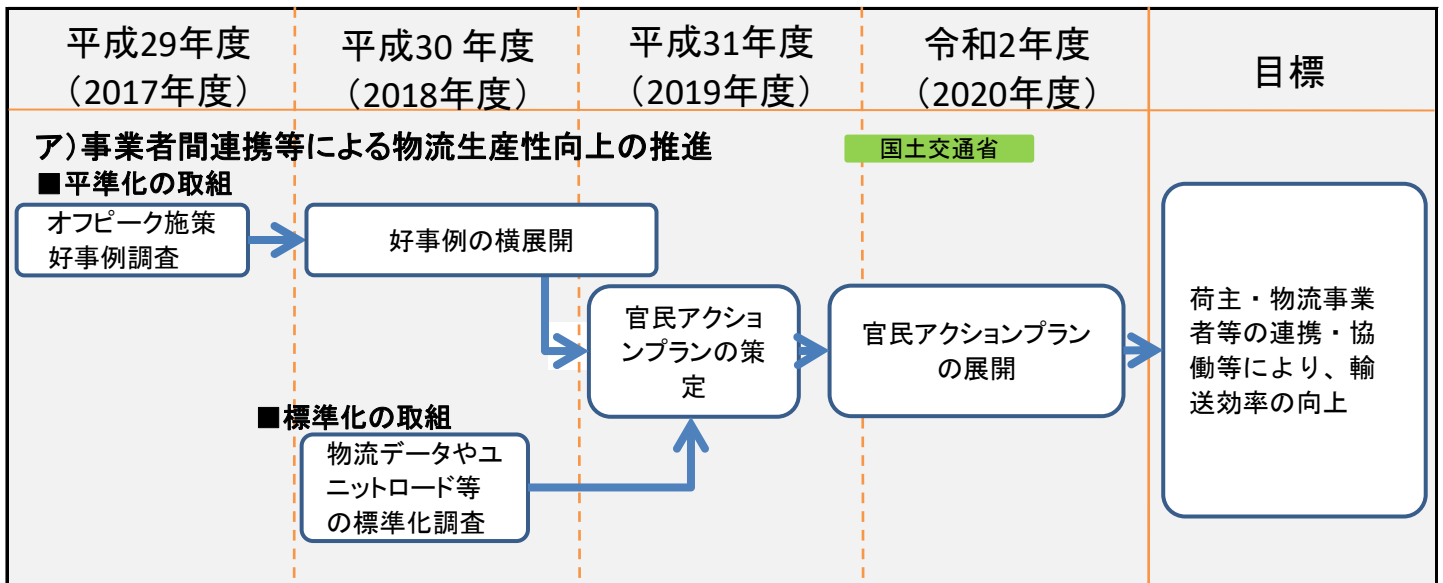 平成29年度
（2017年度）
平成30 年度
（2018年度）
平成31年度
（2019年度）
令和2年度
（2020年度）
目標
ア）事業者間連携等による物流生産性向上の推進
国土交通省
■平準化の取組
オフピーク施策
好事例調査
好事例の横展開
官民アクショ
ンプランの策
定
官民アクションプラン
の展開
荷主・物流事業
者等の連携・協
働等により、輸
送効率の向上
■標準化の取組
物流データやユ
ニットロード等
の標準化調査